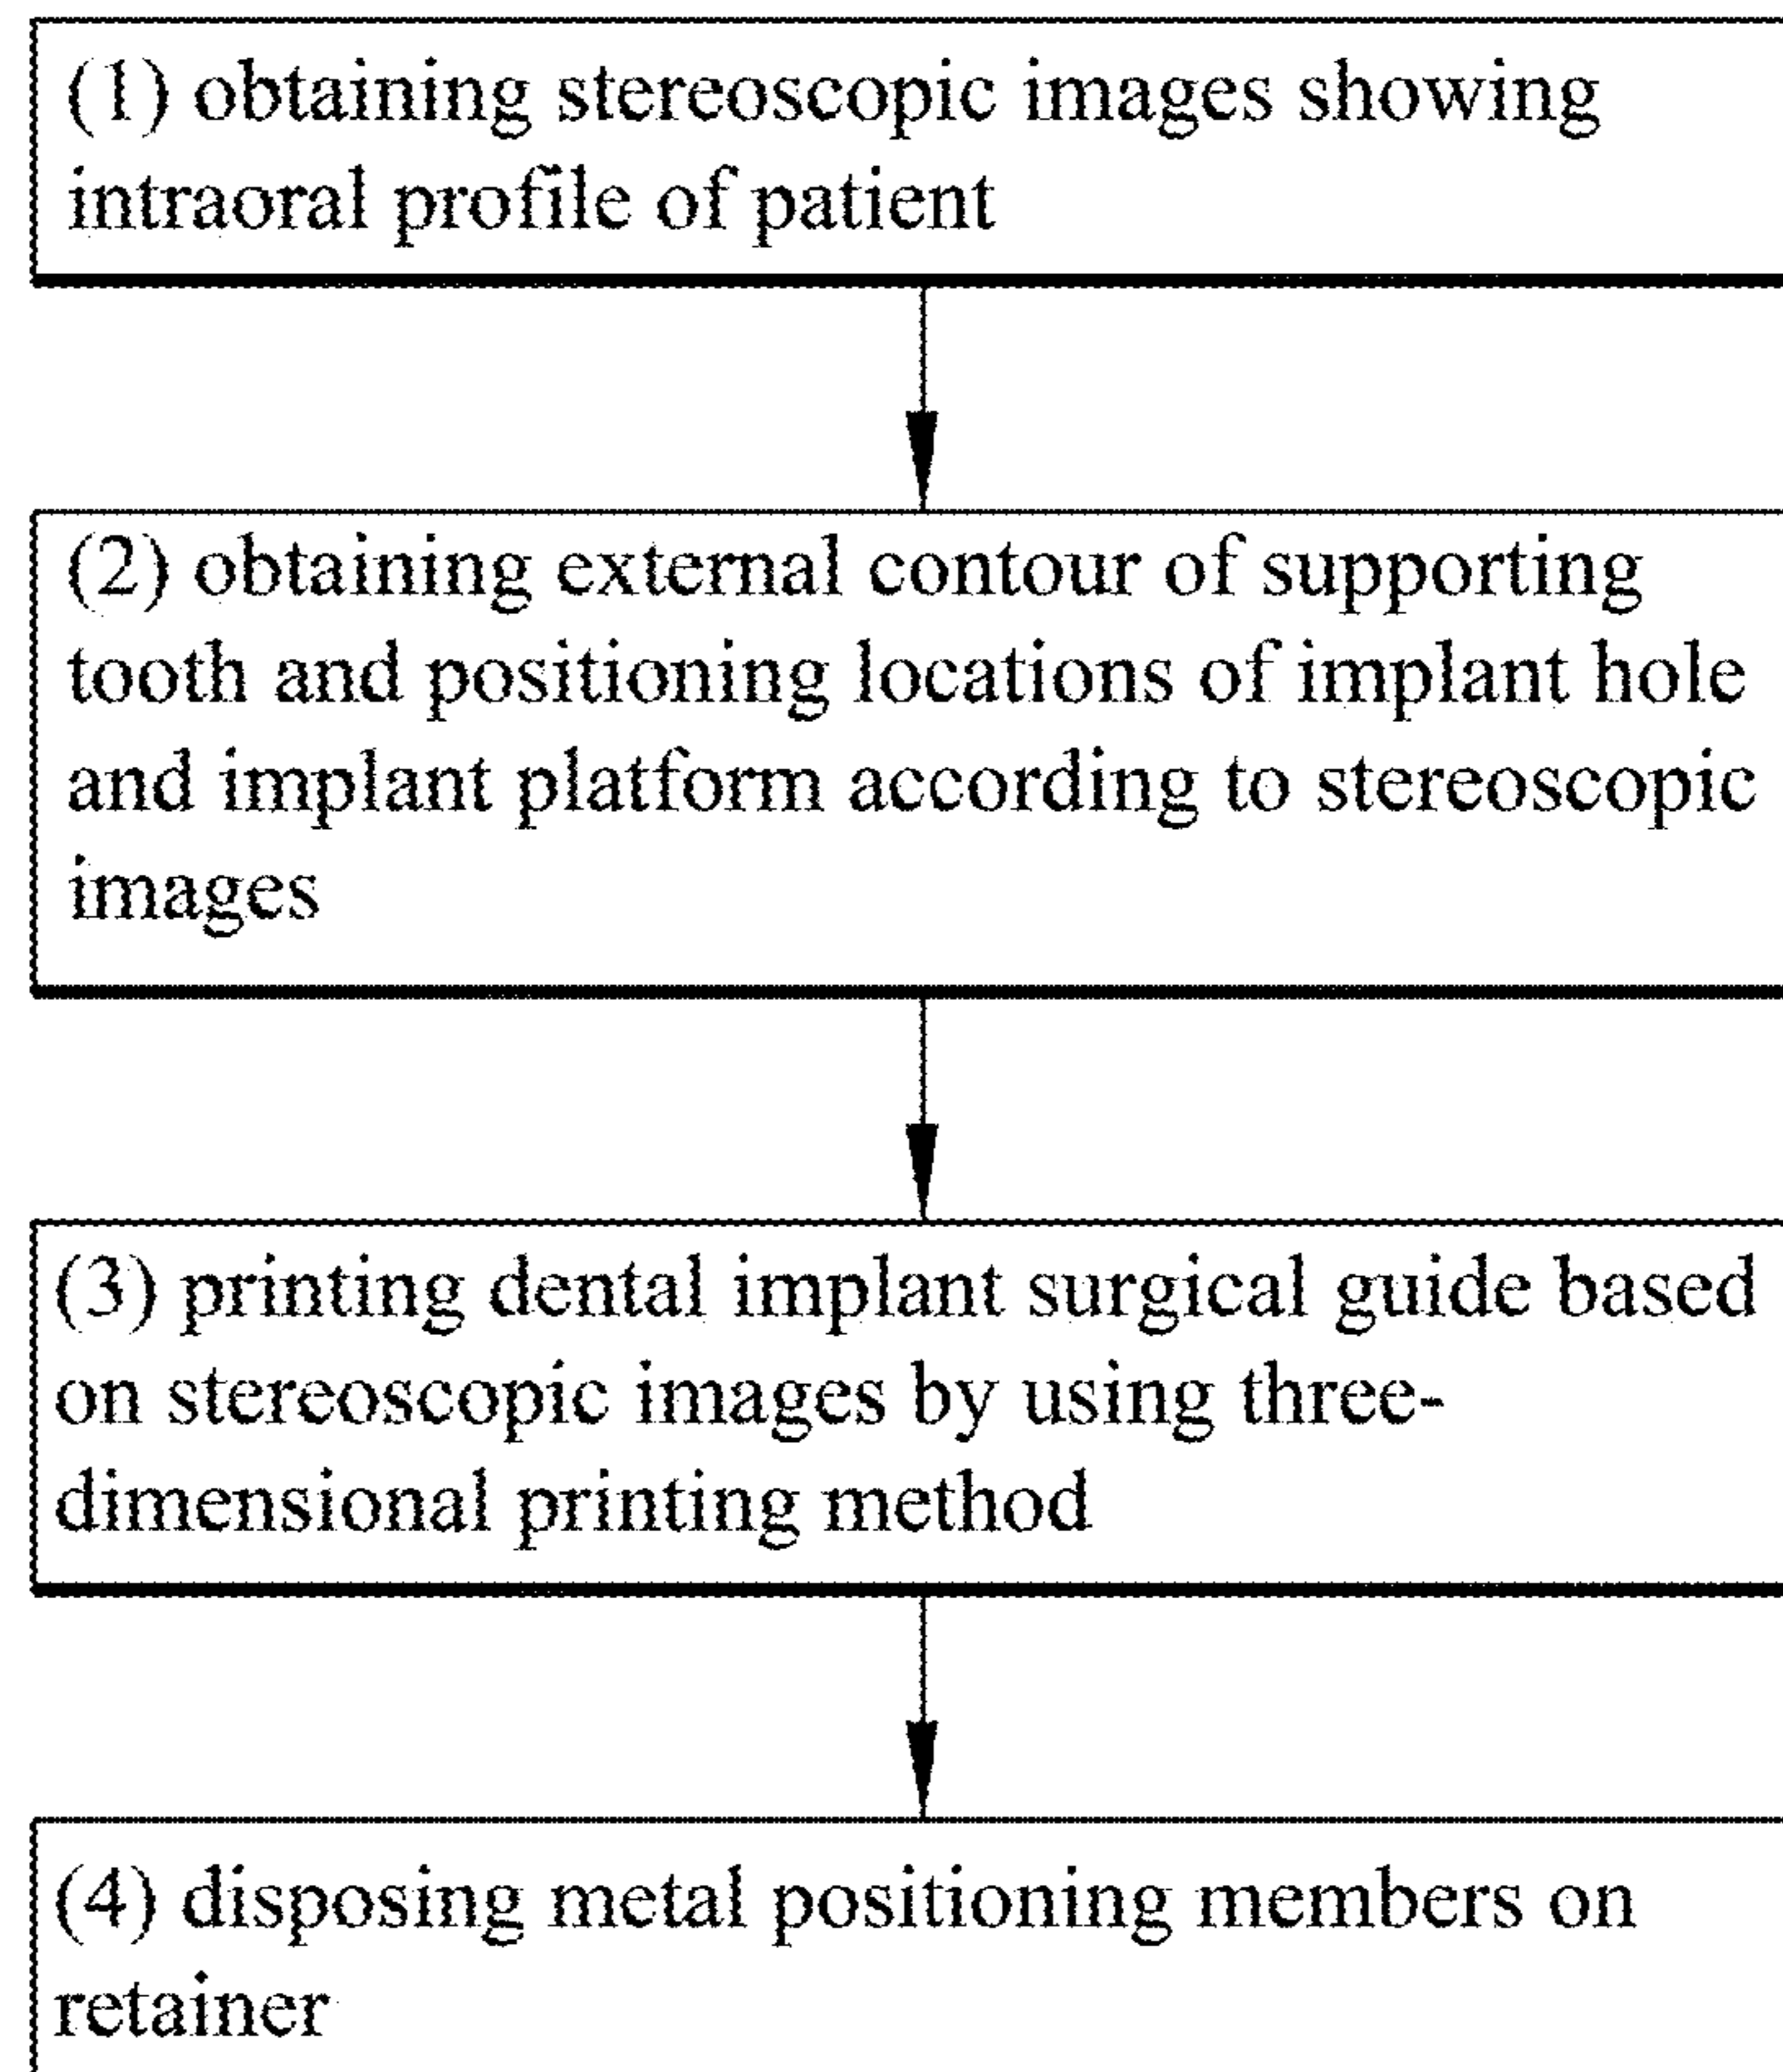 (1) obtaining stereoscopic images showing
intraoral profile of patient
(2) obtaining external contour of supporting
tooth and positioning locations of implant hole
and implant platform according to stereoscopic
images
(3) printing dental implant surgical guide based
on stereoscopic images by using three-
dimensional printing method
(4) disposing metal positioning members on
retainer